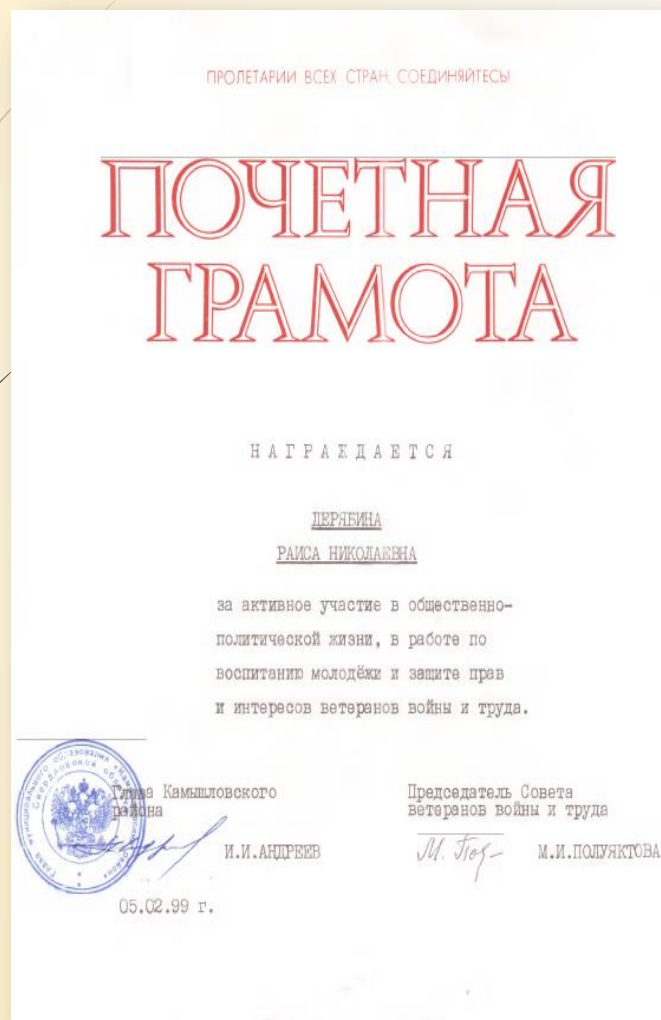 ПРОЛЕТАРИИ ВСЕХ СТРАН, СОЕДИНЯЙТЕСЬ!
ПОЧЕТНАЯ
ГРАМОТА
НАГРАЖДАЕТСЯ
ДЕРЯБИНА
РАИСА НИКОЛАЕВНА
за активное участие в общественно-
политической жизни, в работе по
воспитанию молодёжи и защите прав
и интересов ветеранов войны и труда.
Глава Камышловского
района
И.И.АНДРЕЕВ
Председатель Совета
ветеранов войны и труда
М.И.ПОЛУЯКТОВА
05.02.99 г.